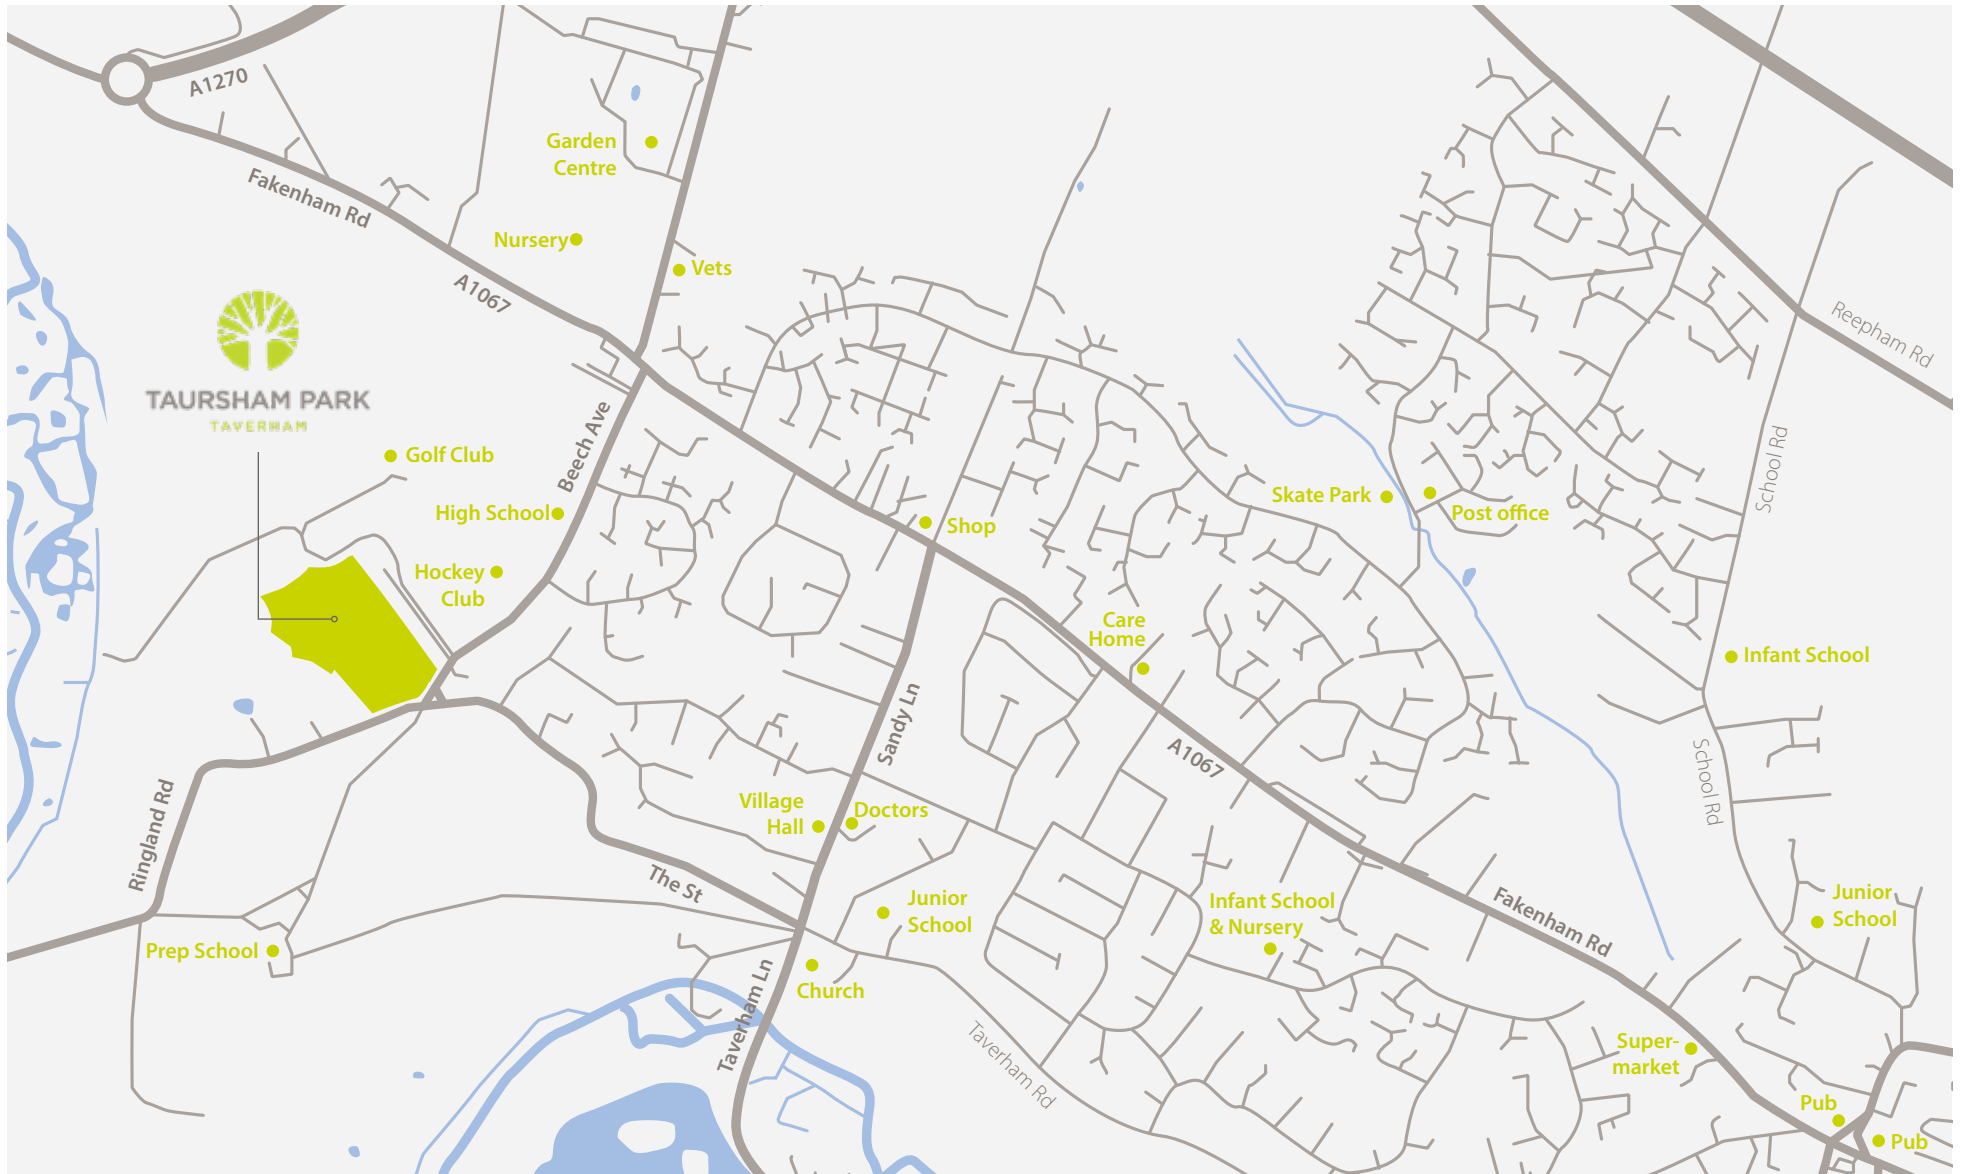 A1270
Fakenham Rd
Garden
Centre
Nursery
Vets
A1067
TAURSHAM PARK
TAVERHAM
Golf Club
High School
Hockey
Club
Beech Ave
Shop
Skate Park
Post office
Reepham Rd
School Rd
Care
Home
Infant School
Sandy Ln
A1067
School Rd
Ringland Rd
Village
Hall
Doctors
The St
Junior
School
Infant School
& Nursery
Fakenham Rd
Junior
School
Prep School
Church
Taverham Ln
Taverham Rd
Super-
market
Pub
Pub